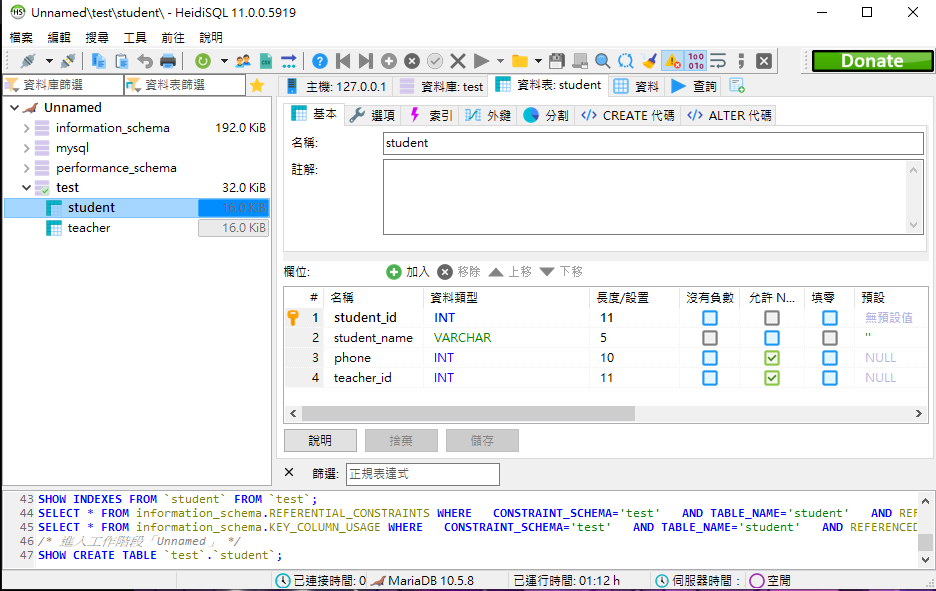 Unnamed\test\student\ - HeidiSQL 11.0.0.5919
檔案 編輯 搜尋 工具 前往 說明
Donate
資料庫篩選 資料表篩選
主機: 127.0.0.1 資料庫: test 資料表: student 資料 查詢
Unnamed
information_schema 192.0 KiB
mysql
performance_schema
test 32.0 KiB
student 16.0 KiB
teacher 16.0 KiB
基本 選項 索引 外鍵 分割 CREATE 代碼 ALTER 代碼
名稱: student
註解:
欄位: 加入 移除 上移 下移
# 名稱 資料類型 長度/設置 沒有負數 允許 N... 填零 預設
1 student_id INT 11 無預設值
2 student_name VARCHAR 5 ''
3 phone INT 10 NULL
4 teacher_id INT 11 NULL
說明 捨棄 儲存
篩選: 正規表達式
43 SHOW INDEXES FROM `student` FROM `test`;
44 SELECT * FROM information_schema.REFERENTIAL_CONSTRAINTS WHERE CONSTRAINT_SCHEMA='test' AND TABLE_NAME='student' AND REF
45 SELECT * FROM information_schema.KEY_COLUMN_USAGE WHERE CONSTRAINT_SCHEMA='test' AND TABLE_NAME='student' AND REFERENCED
46 /* 進入工作階段「Unnamed」 */
47 SHOW CREATE TABLE `test`.`student`;
已連接時間: 0 MariaDB 10.5.8 已運行時間: 01:12 h 伺服器時間: 空閒